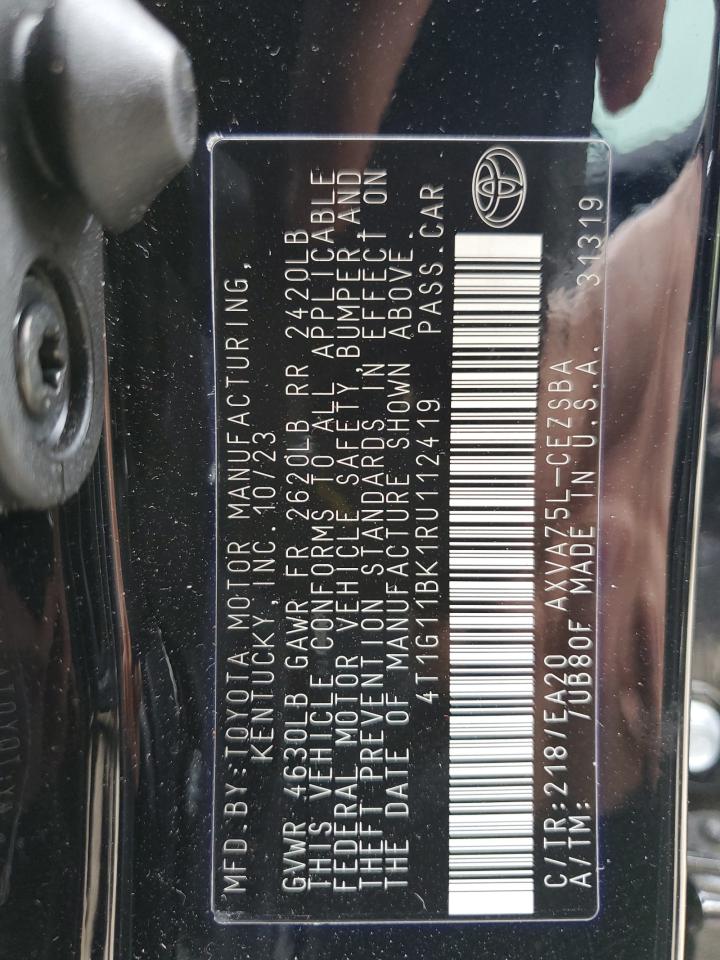 MFD.BY:TOYOTA MOTOR MANUFACTURING,
KENTUCKY, INC. 10/23
GVWR 4630LB GAWR FR 2620LB RR 2420LB
THIS VEHICLE CONFORMS TO ALL APPLICABLE
FEDERAL MOTOR VEHICLE SAFETY, BUMPER, AND
THEFT PREVENTION STANDARDS IN EFFECT ON
THE DATE OF MANUFACTURE SHOWN ABOVE.
4T1G11BK1RU112419 PASS.CAR
C/TR:218/EA20 AXVA75L-CEZSBA
A/TM: /UB80F MADE IN U.S.A. 31319